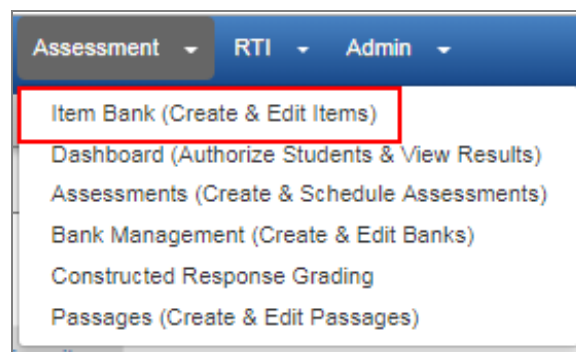 Assessment RTI Admin
Item Bank (Create & Edit Items)
Dashboard (Authorize Students & View Results)
Assessments (Create & Schedule Assessments)
Bank Management (Create & Edit Banks)
Constructed Response Grading
Passages (Create & Edit Passages)